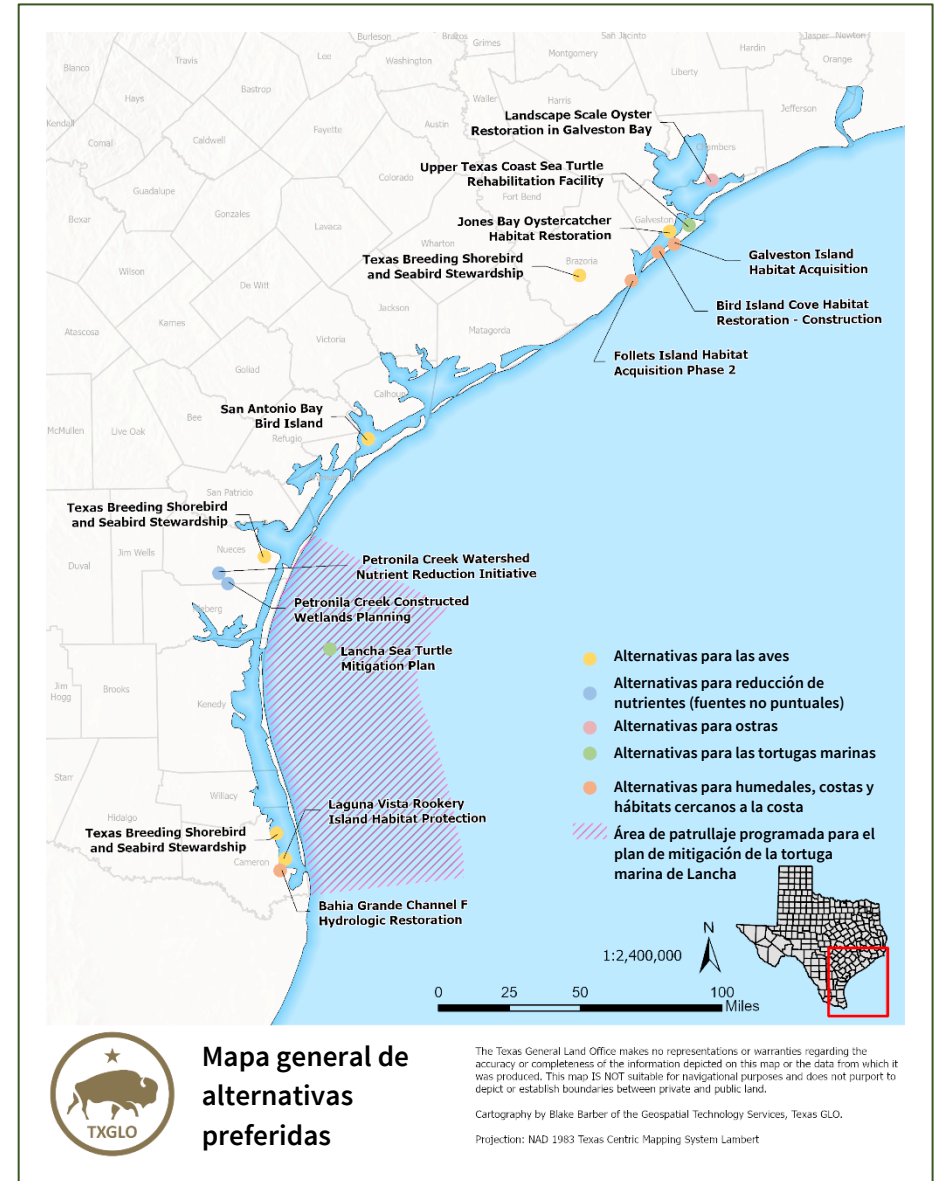 Burleson
Brazos
Grimes
San Jacinto
Hardin
Jasper
Newton
Blanco
Travis
Lee
Washington
Montgomery
Orange
Hays
Bastrop
Waller
Harris
Liberty
Jefferson
Kendall
Comal
Caldwell
Fayette
Austin
Landscape Scale Oyster
Restoration in Galveston Bay
Chambers
Guadalupe
Colorado
Upper Texas Coast Sea Turtle
Rehabilitation Facility
Bexar
Gonzales
Lavaca
Fort Bend
Jones Bay Oystercatcher
Habitat Restoration
Galveston
Wharton
Texas Breeding Shorebird
and Seabird Stewardship
Brazoria
Galveston Island
Habitat Acquisition
Wilson
De Witt
Jackson
Bird Island Cove Habitat
Restoration - Construction
Atascosa
Karnes
Victoria
Matagorda
Follets Island Habitat
Acquisition Phase 2
Goliad
Calhoun
San Antonio Bay
Bird Island
McMullen
Live Oak
Bee
Refugio
Aransas
San Patricio
Texas Breeding Shorebird
and Seabird Stewardship
Duval
Jim Wells
Nueces
Petronila Creek Watershed
Nutrient Reduction Initiative
Kleberg
Petronila Creek Constructed
Wetlands Planning
Lancha Sea Turtle
Mitigation Plan
Jim
Hogg
Brooks
Kenedy
Alternativas para las aves
Alternativas para reducción de
nutrientes (fuentes no puntuales)
Alternativas para ostras
Alternativas para las tortugas marinas
Alternativas para humedales, costas y
hábitats cercanos a la costa
Área de patrullaje programada para el
plan de mitigación de la tortuga
marina de Lancha
Starr
Hidalgo
Willacy
Laguna Vista Rookery
Island Habitat Protection
Texas Breeding Shorebird
and Seabird Stewardship
Cameron
Bahia Grande Channel F
Hydrologic Restoration
N
1:2,400,000
0 25 50 100
Miles
TXGLO
Mapa general de
alternativas
preferidas
The Texas General Land Office makes no representations or warranties regarding the
accuracy or completeness of the information depicted on this map or the data from which it
was produced. This map IS NOT suitable for navigational purposes and does not purport to
depict or establish boundaries between private and public land.
Cartography by Blake Barber of the Geospatial Technology Services, Texas GLO.
Projection: NAD 1983 Texas Centric Mapping System Lambert